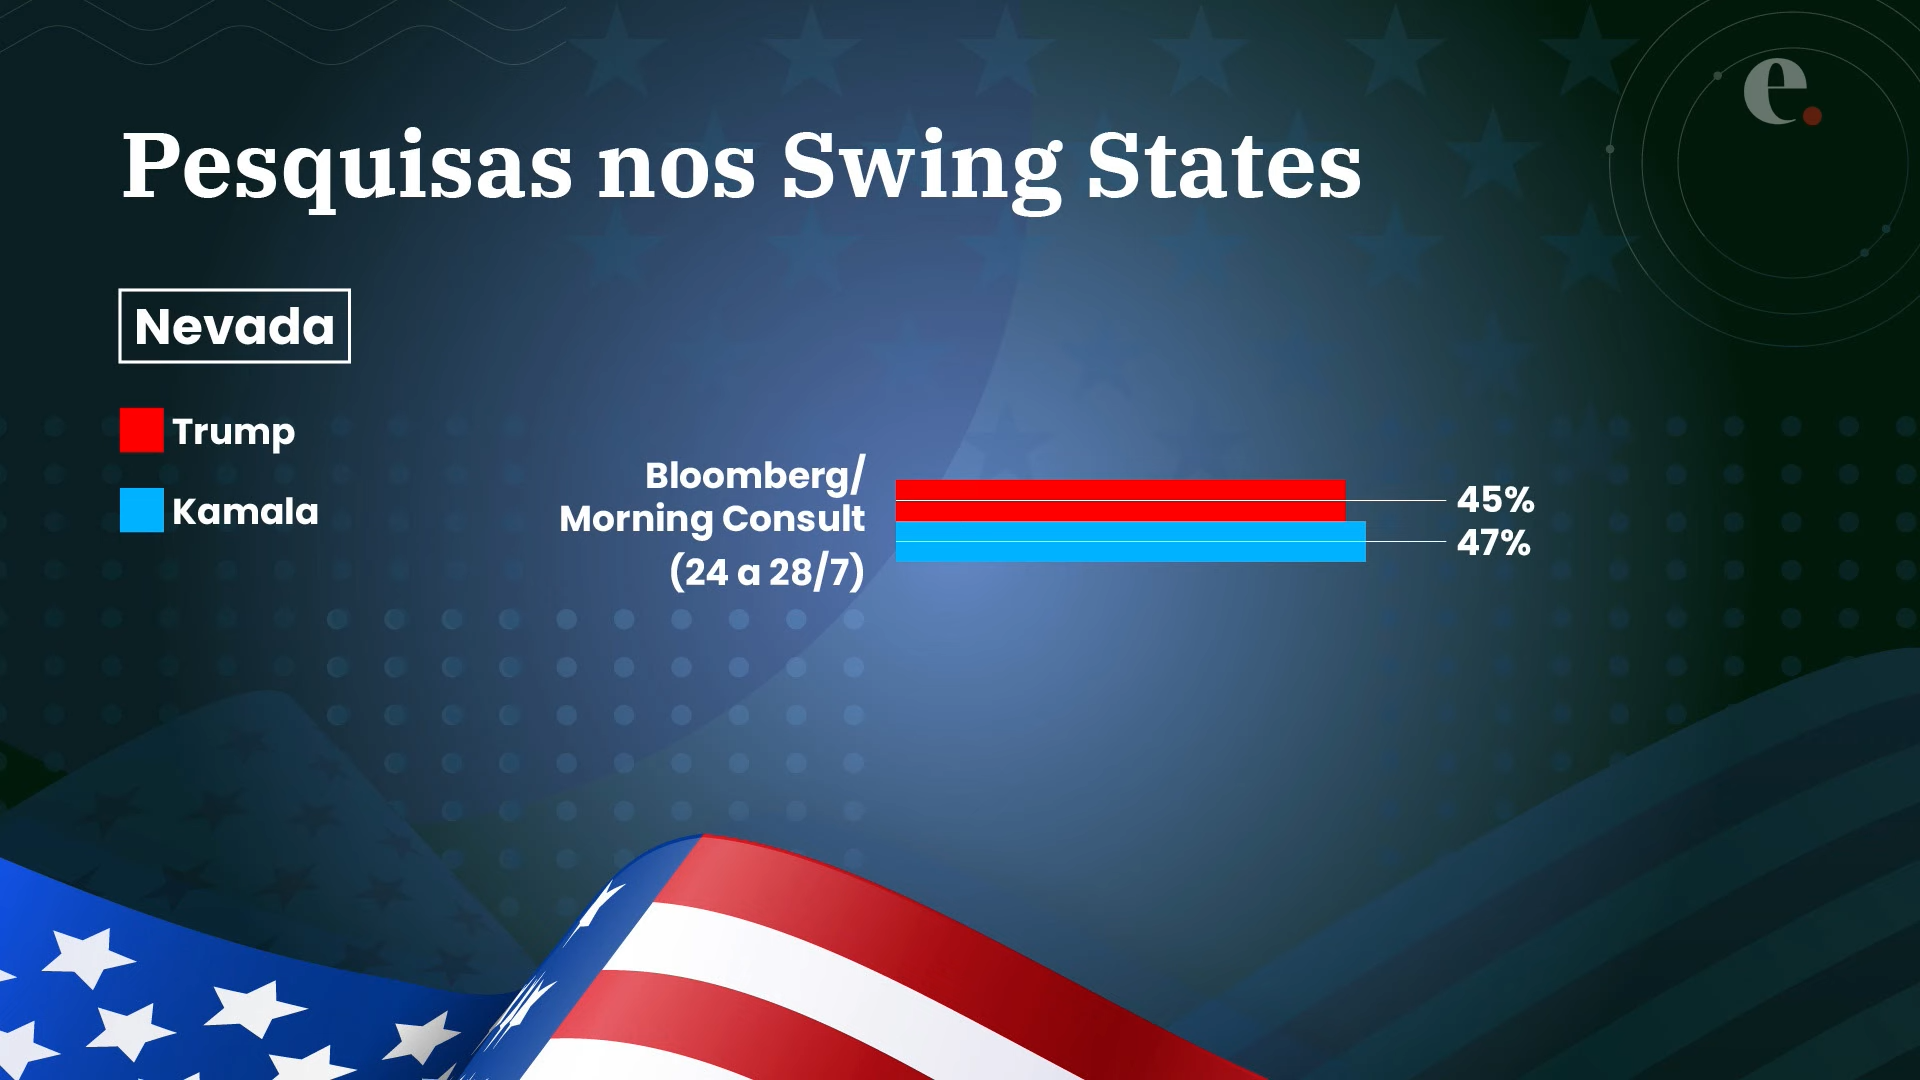 Pesquisas nos Swing States
e.
Nevada
Trump
Kamala
Bloomberg/
Morning Consult
(24 a 28/7)
45%
47%